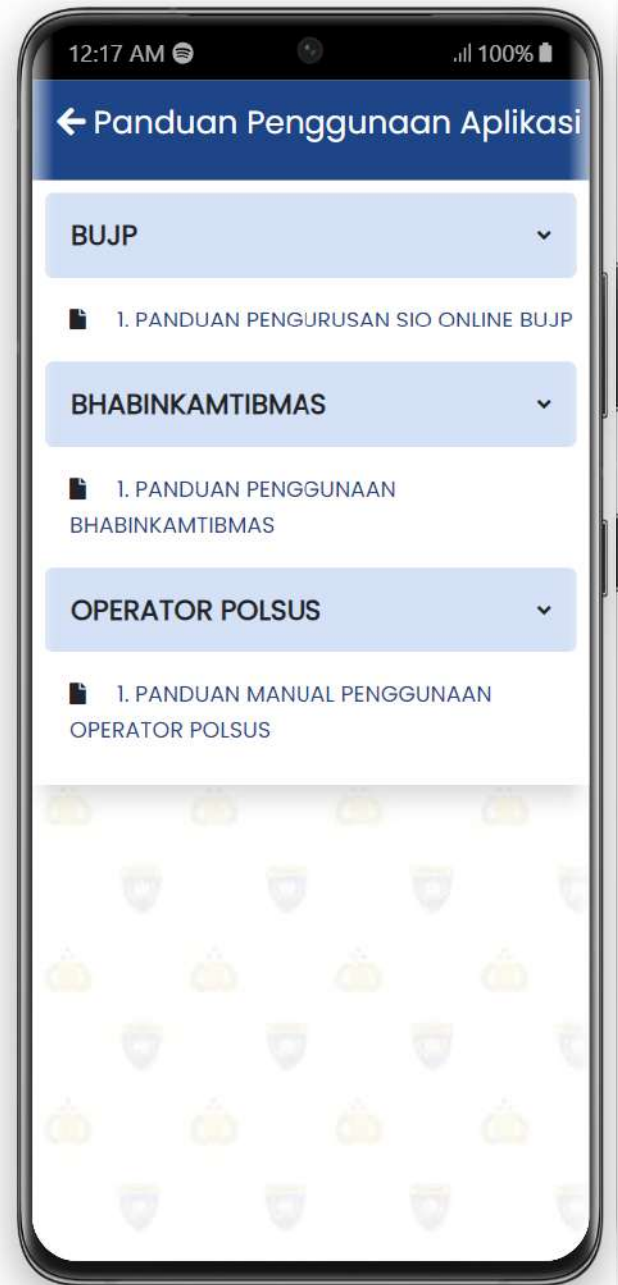 12:17 AM 100%
Panduan Penggunaan Aplikasi
BUJP
1. PANDUAN PENGURUSAN SIO ONLINE BUJP
BHABINKAMTIBMAS
1. PANDUAN PENGGUNAAN
BHABINKAMTIBMAS
OPERATOR POLSUS
1. PANDUAN MANUAL PENGGUNAAN
OPERATOR POLSUS